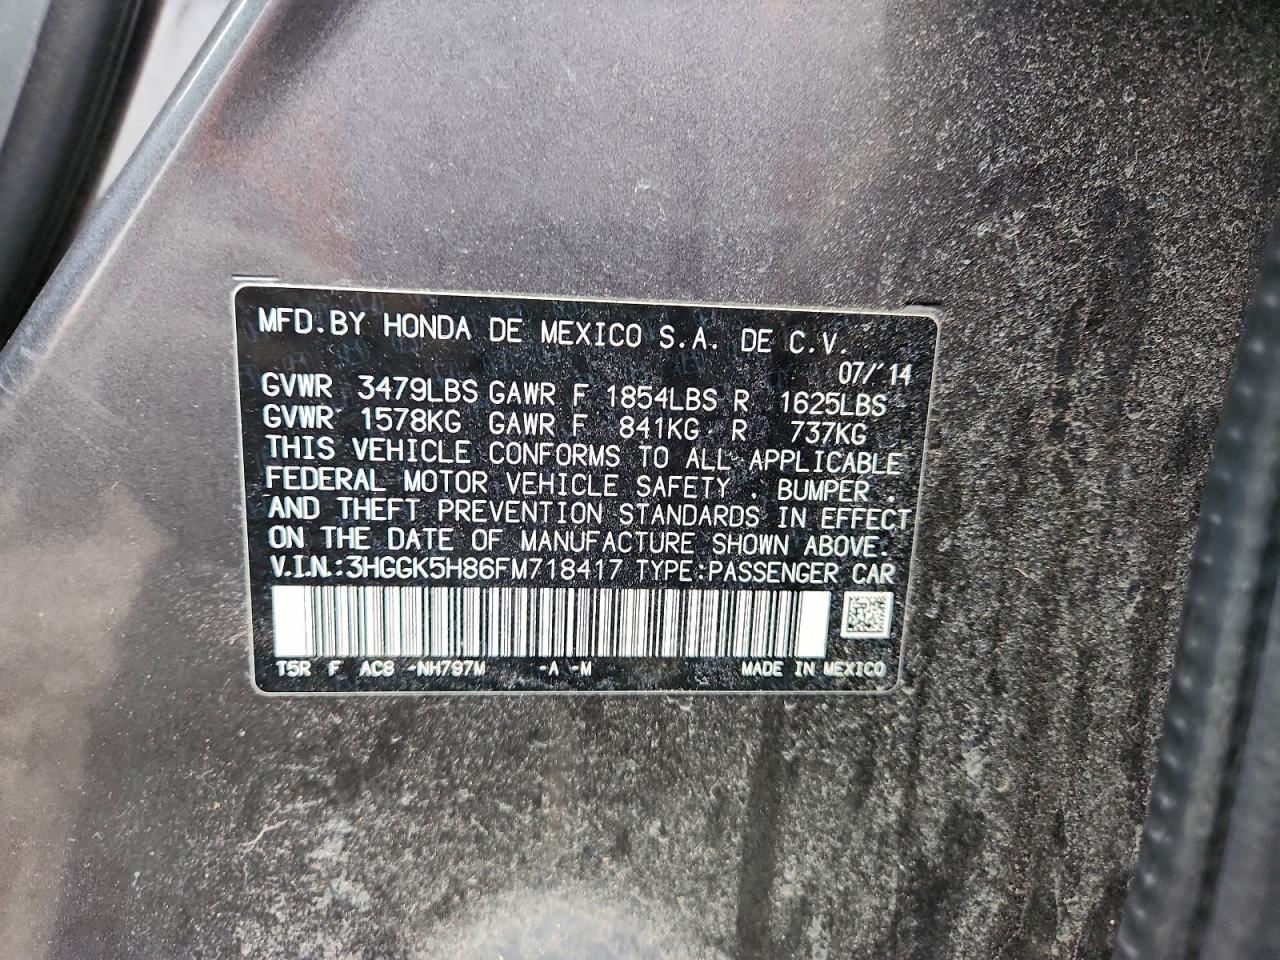 MFD.BY HONDA DE MEXICO S.A. DE C.V.
07/'14
GVWR 3479LBS GAWR F 1854LBS R 1625LBS
GVWR 1578KG GAWR F 841KG R 737KG
THIS VEHICLE CONFORMS TO ALL APPLICABLE
FEDERAL MOTOR VEHICLE SAFETY , BUMPER ,
AND THEFT PREVENTION STANDARDS IN EFFECT
ON THE DATE OF MANUFACTURE SHOWN ABOVE.
V.I.N.:3HGGK5H86FM718417 TYPE:PASSENGER CAR
T5R F AC8 -NH797M -A -M MADE IN MEXICO